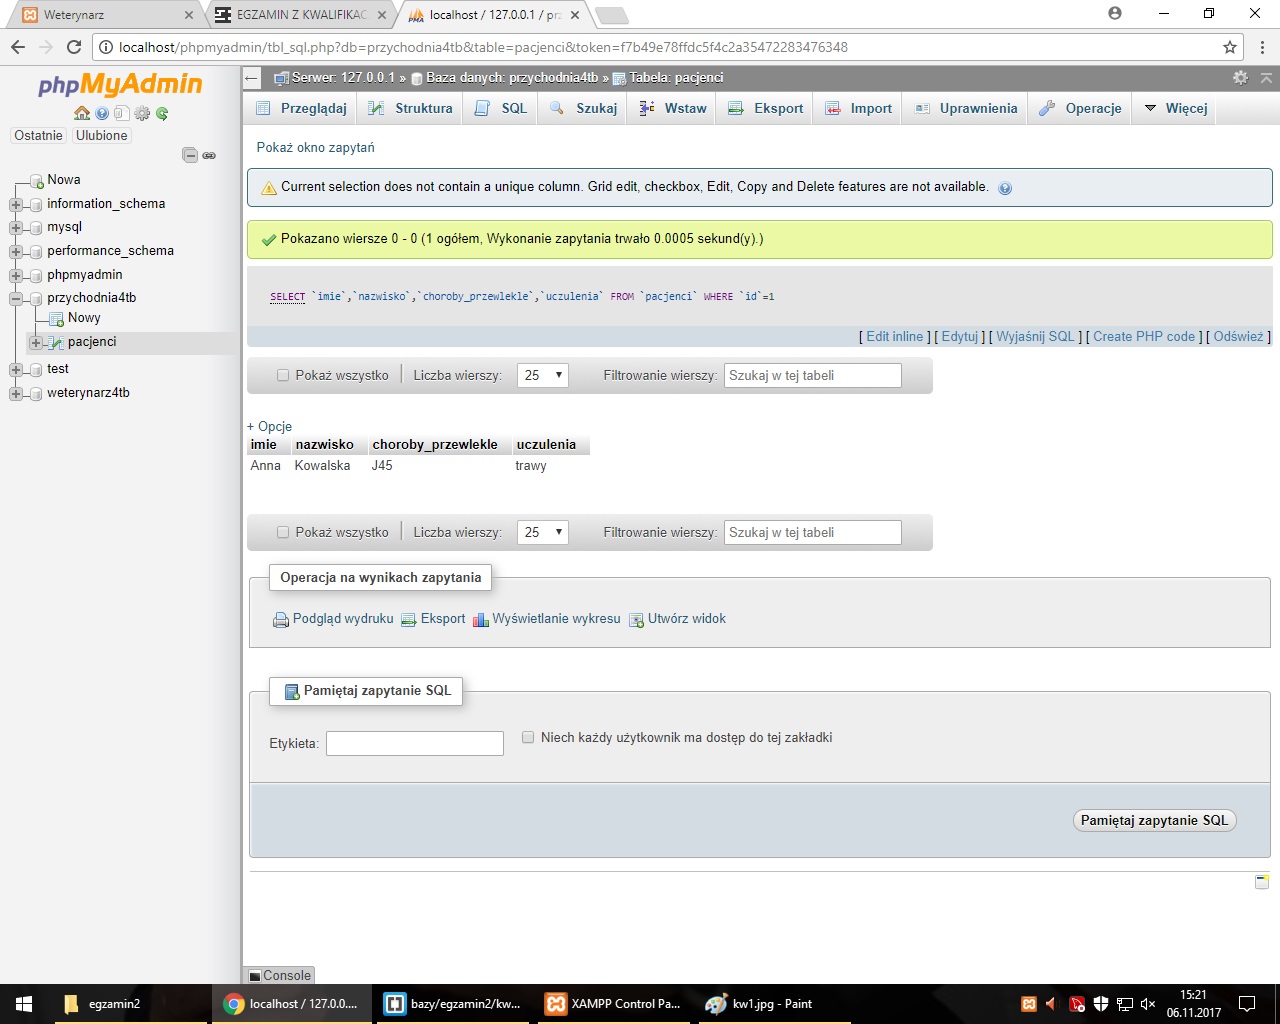 Weterynarz
EGZAMIN Z KWALIFIKAC
localhost / 127.0.0.1 / prz
localhost/phpmyadmin/tbl_sql.php?db=przychodnia4tb&table=pacjenci&token=f7b49e78ffdc5f4c2a35472283476348
phpMyAdmin
Ostatnie Ulubione
Nowa
information_schema
mysql
performance_schema
phpmyadmin
przychodnia4tb
Nowy
pacjenci
test
weterynarz4tb
Serwer: 127.0.0.1 » Baza danych: przychodnia4tb » Tabela: pacjenci
Przeglądaj Struktura SQL Szukaj Wstaw Eksport Import Uprawnienia Operacje Więcej
Pokaż okno zapytań
Current selection does not contain a unique column. Grid edit, checkbox, Edit, Copy and Delete features are not available.
Pokazano wiersze 0 - 0 (1 ogółem, Wykonanie zapytania trwało 0.0005 sekund(y).)
SELECT `imie`,`nazwisko`,`choroby_przewlekle`,`uczulenia` FROM `pacjenci` WHERE `id`=1
[ Edit inline ] [ Edytuj ] [ Wyjaśnij SQL ] [ Create PHP code ] [ Odśwież ]
Pokaż wszystko Liczba wierszy: 25 Filtrowanie wierszy: Szukaj w tej tabeli
+ Opcje
imie nazwisko choroby_przewlekle uczulenia
Anna Kowalska J45 trawy
Pokaż wszystko Liczba wierszy: 25 Filtrowanie wierszy: Szukaj w tej tabeli
Operacja na wynikach zapytania
Podgląd wydruku Eksport Wyświetlanie wykresu Utwórz widok
Pamiętaj zapytanie SQL
Etykieta: Niech każdy użytkownik ma dostęp do tej zakładki
Pamiętaj zapytanie SQL
Console
egzamin2
localhost / 127.0.0....
bazy/egzamin2/kw...
XAMPP Control Pa...
kw1.jpg - Paint
15:21
06.11.2017